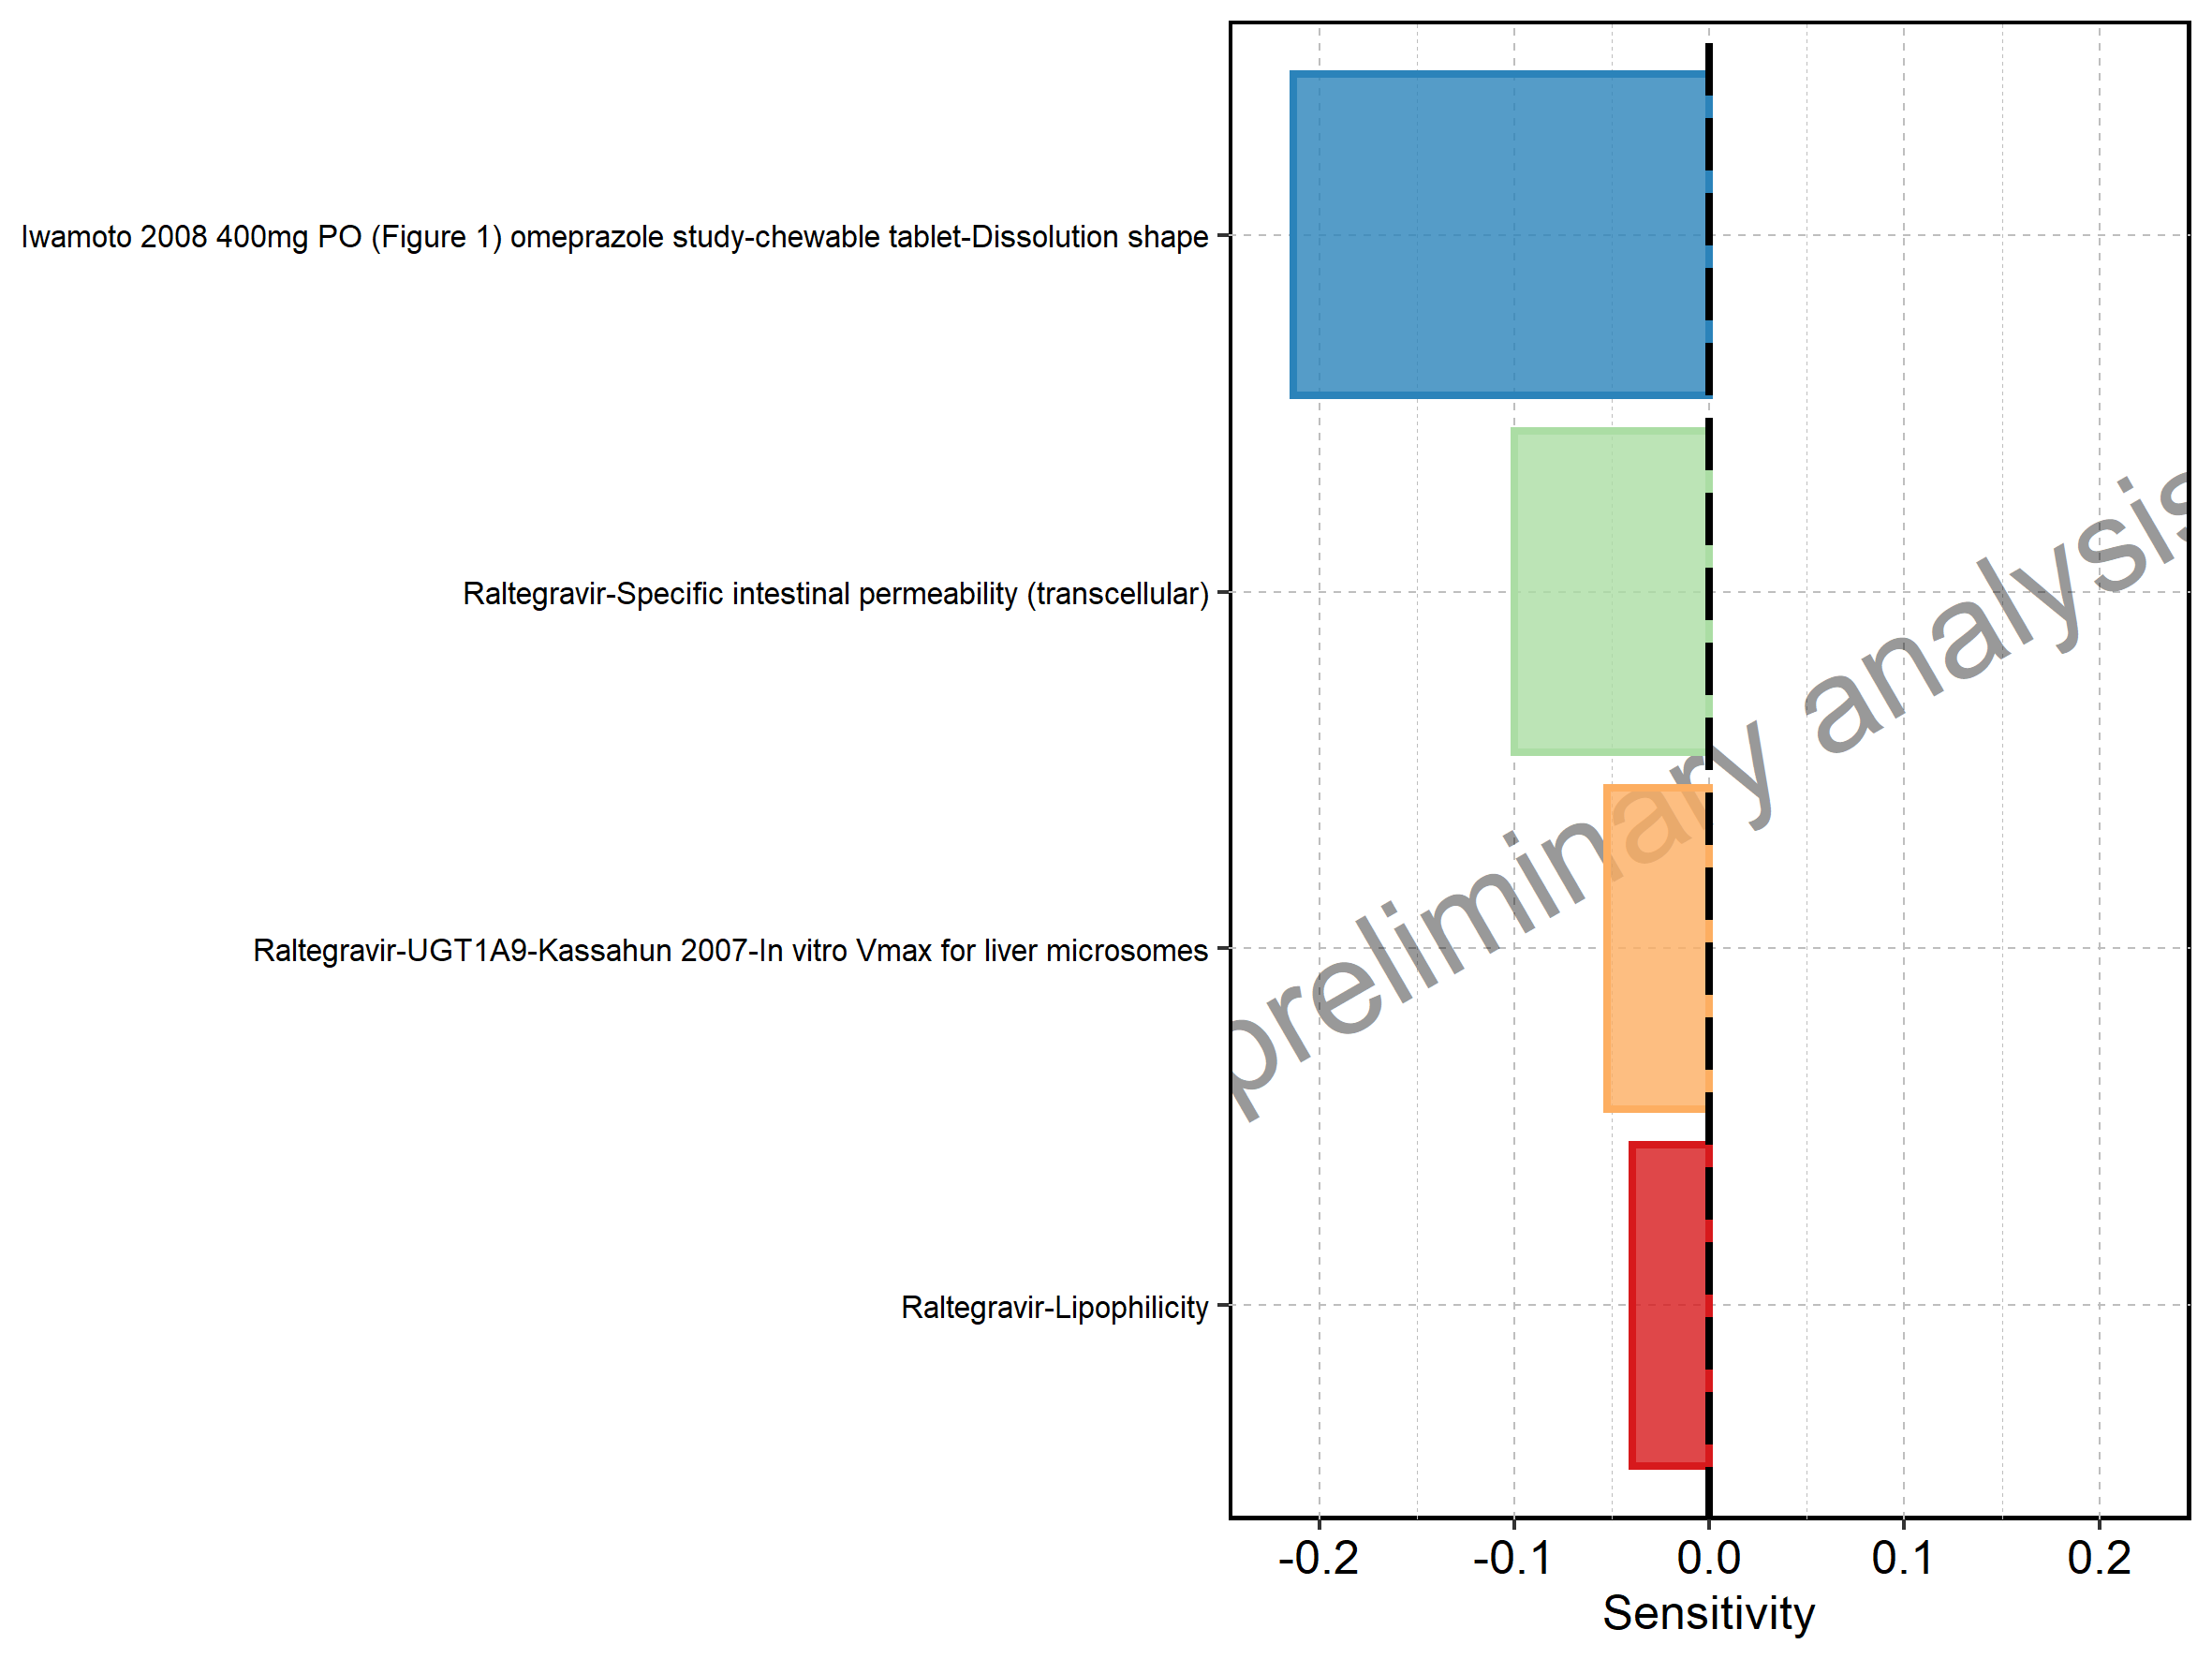 Iwamoto 2008 400mg PO (Figure 1) omeprazole study-chewable tablet-Dissolution shape
Raltegravir-Specific intestinal permeability (transcellular)
Raltegravir-UGT1A9-Kassahun 2007-In vitro Vmax for liver microsomes
Raltegravir-Lipophilicity
preliminary analysis
-0.2 -0.1 0.0 0.1 0.2
Sensitivity